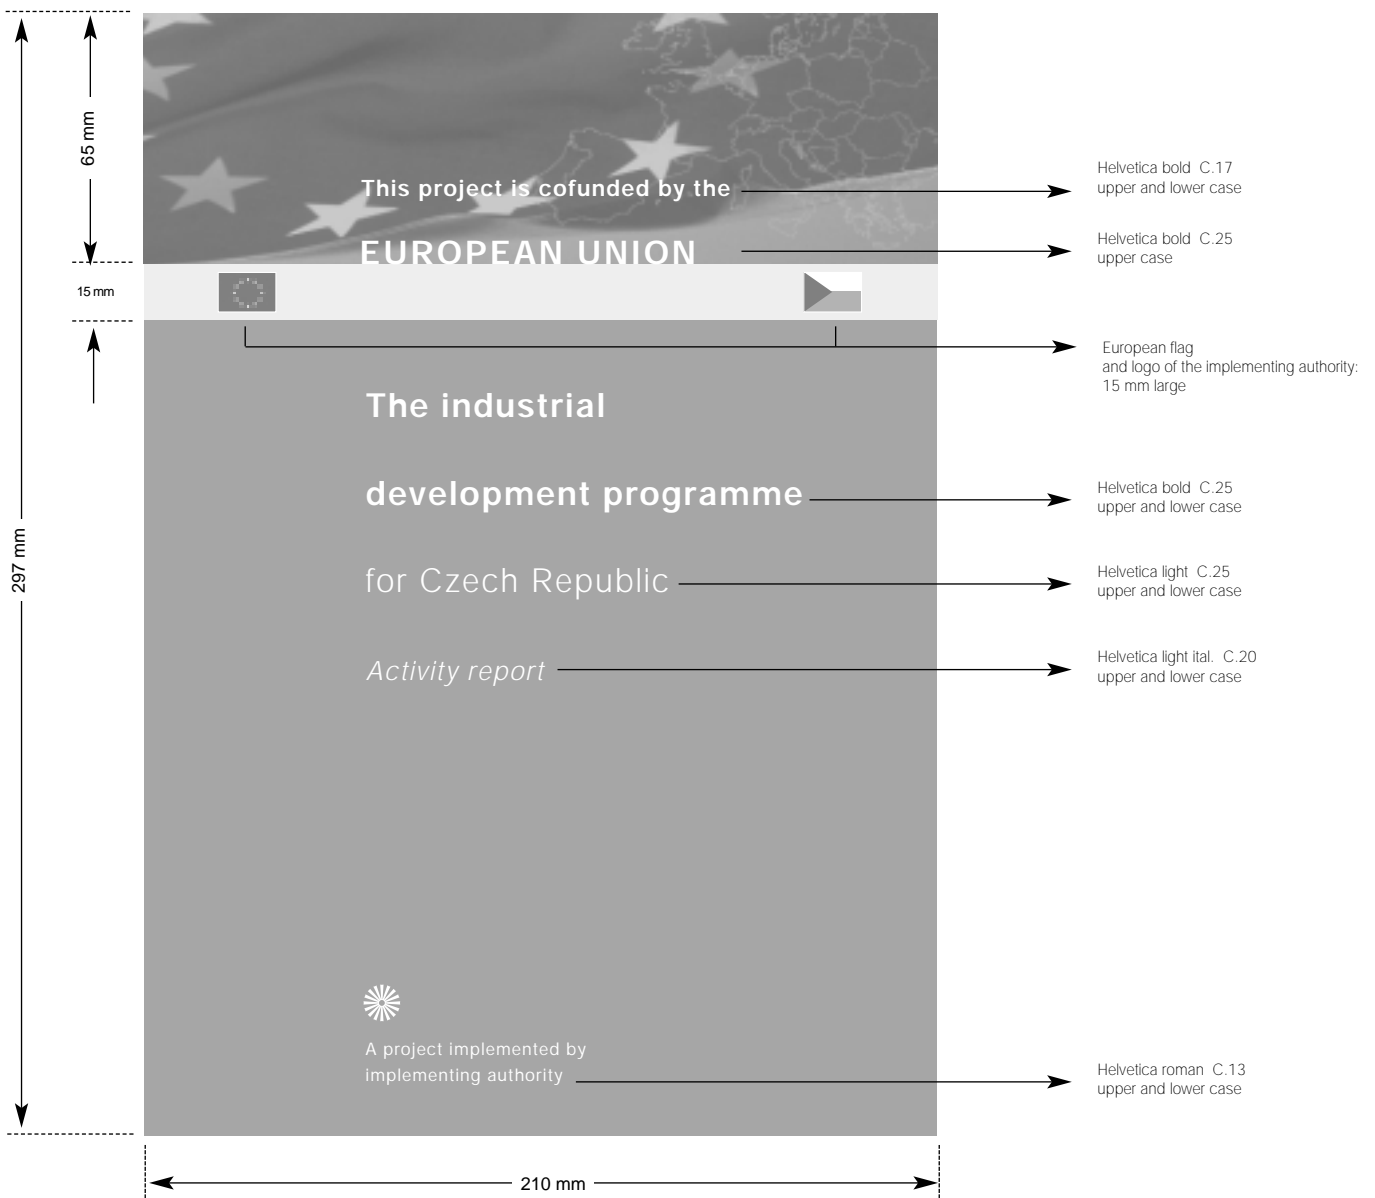 65 mm
This project is cofunded by the
Helvetica bold C.17
upper and lower case
EUROPEAN UNION
Helvetica bold C.25
upper case
15 mm
European flag
and logo of the implementing authority:
15 mm large
The industrial
development programme
Helvetica bold C.25
upper and lower case
297 mm
for Czech Republic
Helvetica light C.25
upper and lower case
Activity report
Helvetica light ital. C.20
upper and lower case
A project implemented by
implementing authority
Helvetica roman C.13
upper and lower case
210 mm